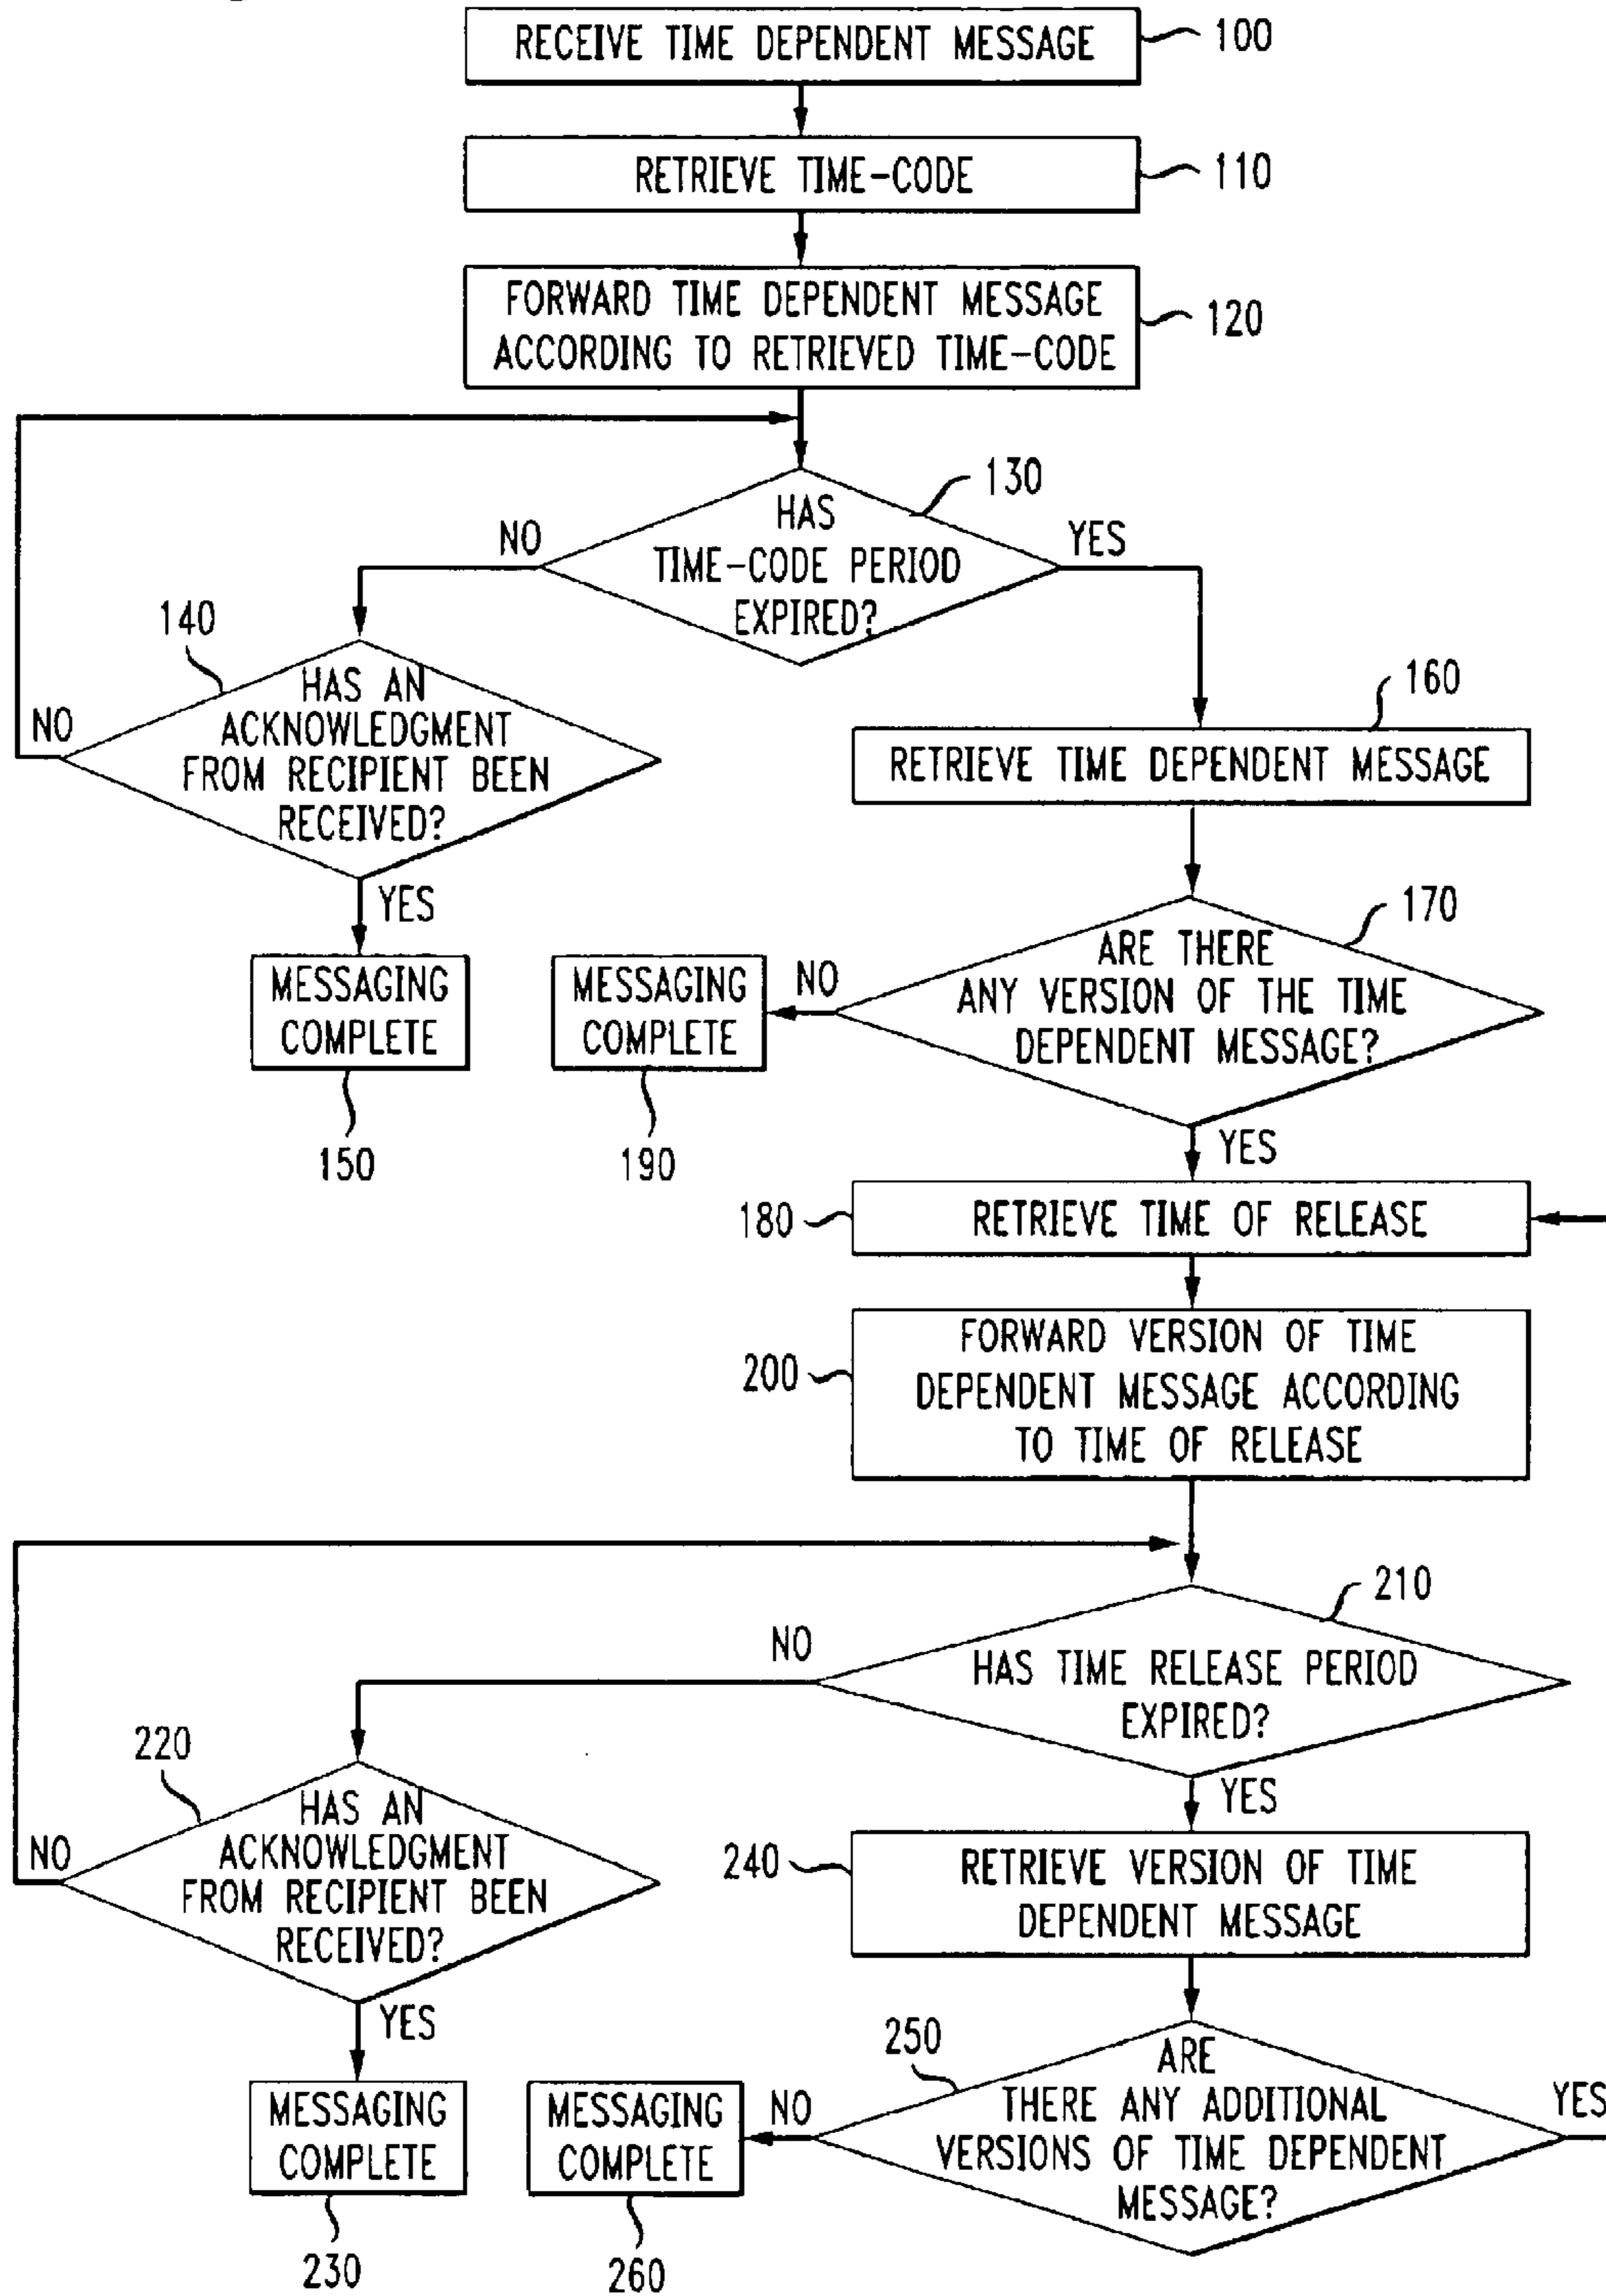 RECEIVE TIME DEPENDENT MESSAGE
100
RETRIEVE TIME-CODE
110
FORWARD TIME DEPENDENT MESSAGE
ACCORDING TO RETRIEVED TIME-CODE
120
130
HAS
TIME-CODE PERIOD
EXPIRED?
NO
YES
140
HAS AN
ACKNOWLEDGMENT
FROM RECIPIENT BEEN
RECEIVED?
NO
YES
MESSAGING
COMPLETE
150
160
RETRIEVE TIME DEPENDENT MESSAGE
170
ARE THERE
ANY VERSION OF THE TIME
DEPENDENT MESSAGE?
NO
MESSAGING
COMPLETE
190
YES
180
RETRIEVE TIME OF RELEASE
200
FORWARD VERSION OF TIME
DEPENDENT MESSAGE ACCORDING
TO TIME OF RELEASE
210
HAS TIME RELEASE PERIOD
EXPIRED?
NO
YES
220
HAS AN
ACKNOWLEDGMENT
FROM RECIPIENT BEEN
RECEIVED?
NO
YES
MESSAGING
COMPLETE
230
240
RETRIEVE VERSION OF TIME
DEPENDENT MESSAGE
250
ARE
THERE ANY ADDITIONAL
VERSIONS OF TIME DEPENDENT
MESSAGE?
YES
NO
MESSAGING
COMPLETE
260